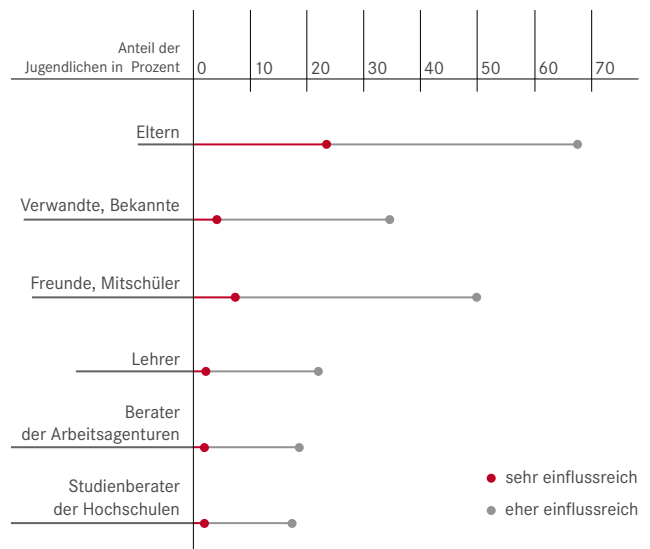 Anteil der
Jugendlichen in Prozent 0 10 20 30 40 50 60 70
Eltern
Verwandte, Bekannte
Freunde, Mitschüler
Lehrer
Berater
der Arbeitsagenturen
Studienberater
der Hochschulen
sehr einflussreich
eher einflussreich